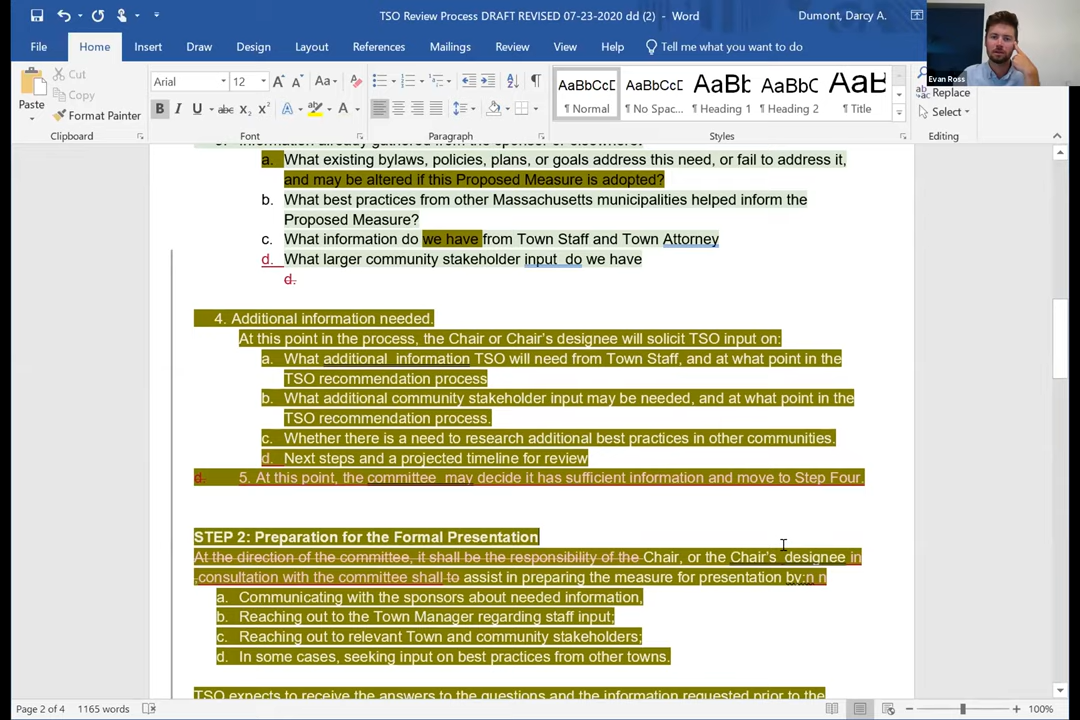 TSO Review Process DRAFT REVISED 07-23-2020 dd (2) - Word
Dumont, Darcy A.
File Home Insert Draw Design Layout References Mailings Review View Help Tell me what you want to do
Evan Ross
Paste
Cut
Copy
Format Painter
Arial 12
AaBbCcD AaBbCcD AaBbC AaBbCcD AaB
¶ Normal ¶ No Spac... ¶ Heading 1 ¶ Heading 2 ¶ Title
Replace
Select
Clipboard Font Paragraph Styles Editing
a. What existing bylaws, policies, plans, or goals address this need, or fail to address it,
and may be altered if this Proposed Measure is adopted?
b. What best practices from other Massachusetts municipalities helped inform the
Proposed Measure?
c. What information do we have from Town Staff and Town Attorney
d. What larger community stakeholder input do we have
d.
4. Additional information needed.
At this point in the process, the Chair or Chair's designee will solicit TSO input on:
a. What additional information TSO will need from Town Staff, and at what point in the
TSO recommendation process
b. What additional community stakeholder input may be needed, and at what point in the
TSO recommendation process.
c. Whether there is a need to research additional best practices in other communities.
d. Next steps and a projected timeline for review
d. 5. At this point, the committee may decide it has sufficient information and move to Step Four.
STEP 2: Preparation for the Formal Presentation
At the direction of the committee, it shall be the responsibility of the Chair, or the Chair's designee in
,consultation with the committee shall to assist in preparing the measure for presentation by:n n
a. Communicating with the sponsors about needed information,
b. Reaching out to the Town Manager regarding staff input;
c. Reaching out to relevant Town and community stakeholders;
d. In some cases, seeking input on best practices from other towns.
TSO expects to receive the answers to the questions and the information requested prior to the
Page 2 of 4 1165 words 100%